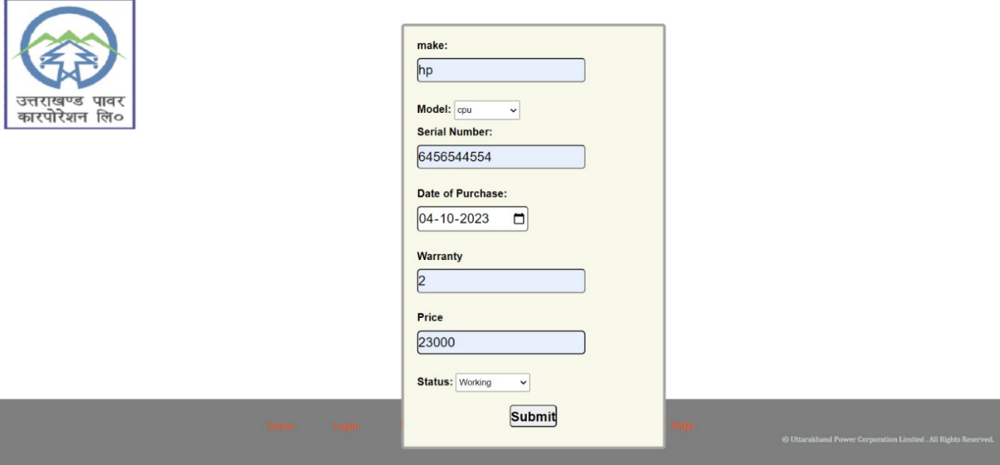 उत्तराखण्ड पावर
कारपोरेशन लि०
make:
hp
Model: cpu
Serial Number:
6456544554
Date of Purchase:
04-10-2023
Warranty
2
Price
23000
Status: Working
Submit
Home Login FAQs
© Uttarakhand Power Corporation Limited . All Rights Reserved.